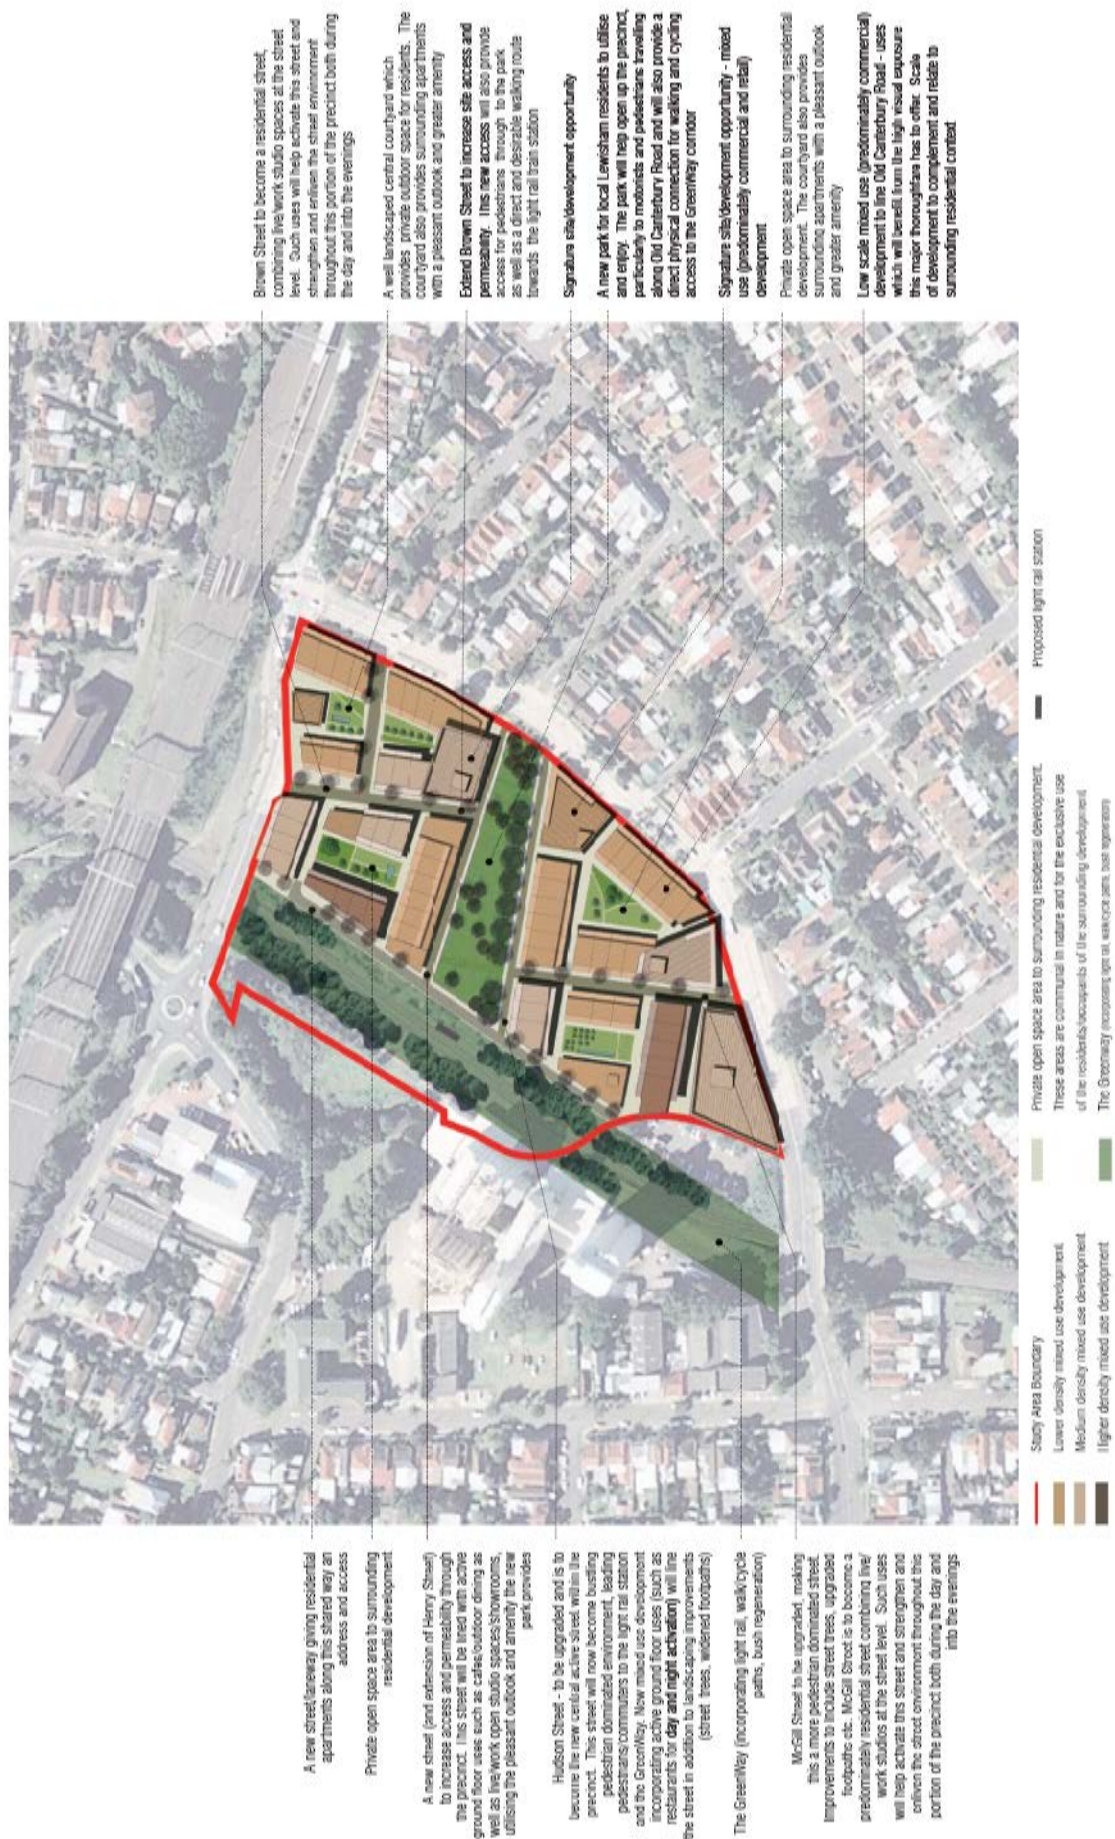 Brown Street to become a residential street,
combining live/work studio spaces at the street
level. Such uses will help activate this street and
strengthen and enliven the street environment
throughout this portion of the precinct both during
the day and into the evenings
A well landscaped central courtyard which
provides private outdoor space for residents. The
courtyard also provides surrounding apartments
with a pleasant outlook and greater amenity
Extend Brown Street to increase site access and
permeability. This new access will also provide
access for pedestrians through to the park
as well as a direct and desirable walking route
towards the light rail train station
Signature site/development opportunity
A new park for local Lewisham residents to utilise
and enjoy. The park will help open up the precinct,
particularly to motorists and pedestrians traveling
along Old Canterbury Road and will also provide a
direct physical connection for walking and cycling
access to the Greenway corridor
Signature site/development opportunity - mixed
use (predominately commercial and retail)
development
Private open space area to surrounding residential
development. The courtyard also provides
surrounding apartments with a pleasant outlook
and greater amenity
Low scale mixed use (predominately commercial)
development to line Old Canterbury Road - uses
which will benefit from the high visual exposure
this major thoroughfare has to offer. Scale
of development to complement and relate to
surrounding residential context
A new street/laneway giving residential
apartments along this shared way an
address and access
Private open space area to surrounding
residential development
A new street (and extension of Henry Street)
to increase access and permeability through
the precinct. This street will be lined with active
ground floor uses such as cafes/outdoor dining as
well as live/work open studio spaces/showrooms,
utilising the pleasant outlook and amenity the new
park provides
Hudson Street - to be upgraded and is to
become the new central active street within the
precinct. This street will now become bustling
pedestrian dominated environment, leading
pedestrians/commuters to the light rail station
and the GreenWay. New mixed use development
incorporating active ground floor uses (such as
restaurants for day and night activation) will line
the street in addition to landscaping improvements
(street trees, widened footpaths)
The GreenWay (incorporating light rail, walk/cycle
paths, bush regeneration)
McGill Street to be upgraded, making
this a more pedestrian dominated street.
Improvements to include street trees, upgraded
footpaths etc. McGill Street is to become a
predominately residential street combining live/
work studios at the street level. Such uses
will help activate this street and strengthen and
enliven the street environment throughout this
portion of the precinct both during the day and
into the evenings
Study Area Boundary
Lower density mixed use development
Medium density mixed use development
Higher density mixed use development
Private open space area to surrounding residential development.
These areas are communal in nature and for the exclusive use
of the residents/occupants of the surrounding development
The Greenway incorporating light rail, walk/cycle paths, bush regeneration
Proposed light rail station